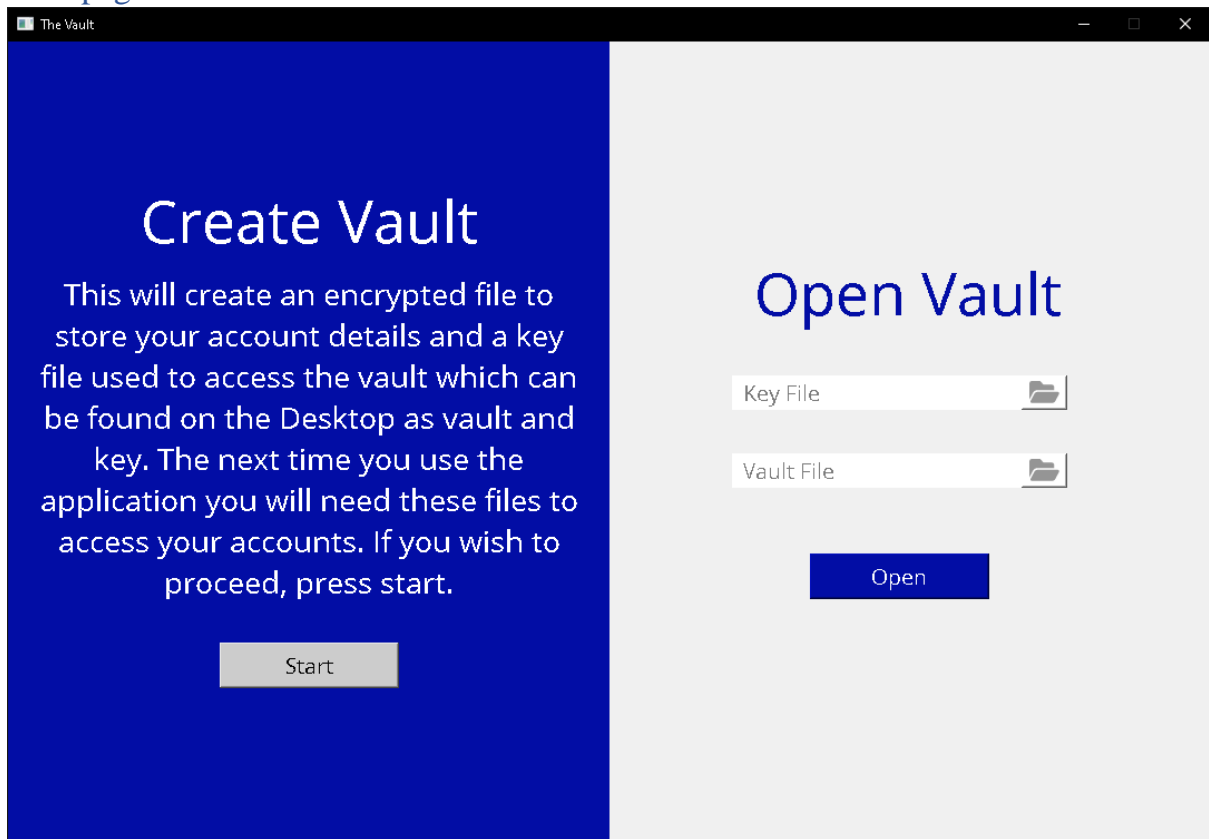 The Vault
Create Vault
This will create an encrypted file to
store your account details and a key
file used to access the vault which can
be found on the Desktop as vault and
key. The next time you use the
application you will need these files to
access your accounts. If you wish to
proceed, press start.
Start
Open Vault
Key File
Vault File
Open